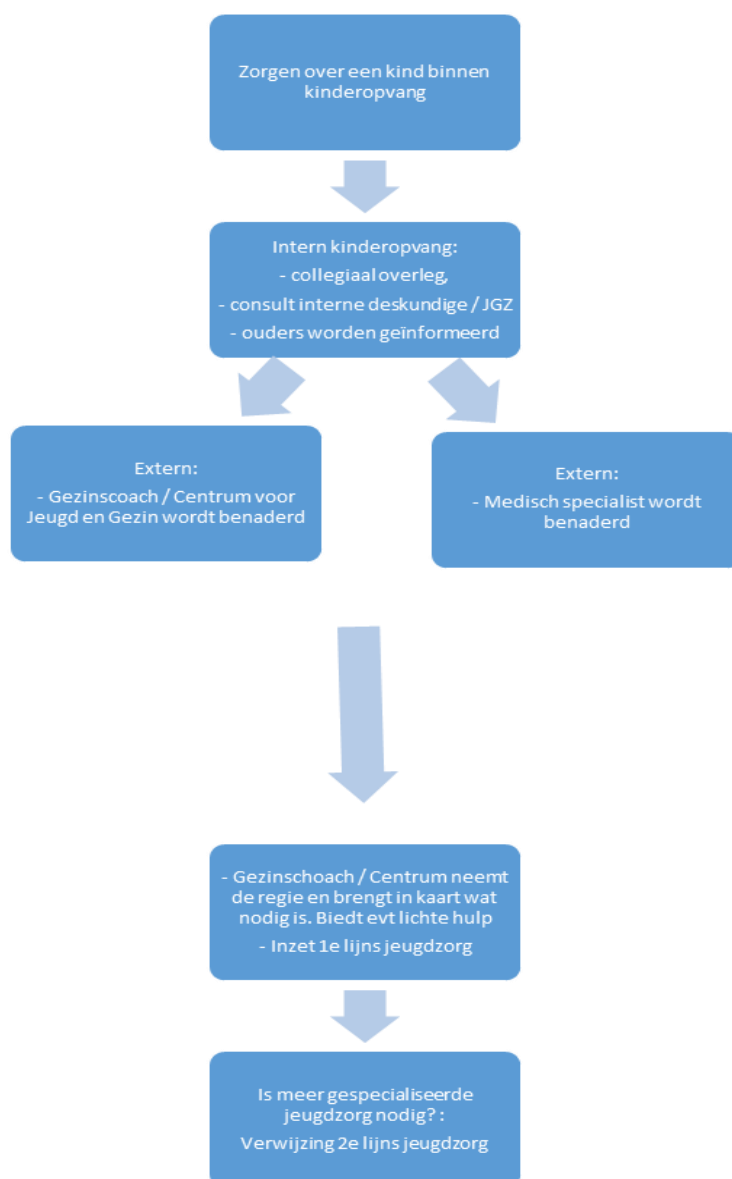 Zorgen over een kind binnen
kinderopvang
Intern kinderopvang:
- collegiaal overleg,
- consult interne deskundige / JGZ
- ouders worden geïnformeerd
Extern:
- Gezinscoach / Centrum voor
Jeugd en Gezin wordt benaderd
Extern:
- Medisch specialist wordt
benaderd
- Gezinschoach / Centrum neemt
de regie en brengt in kaart wat
nodig is. Biedt evt lichte hulp
- Inzet 1e lijns jeugdzorg
Is meer gespecialiseerde
jeugdzorg nodig? :
Verwijzing 2e lijns jeugdzorg